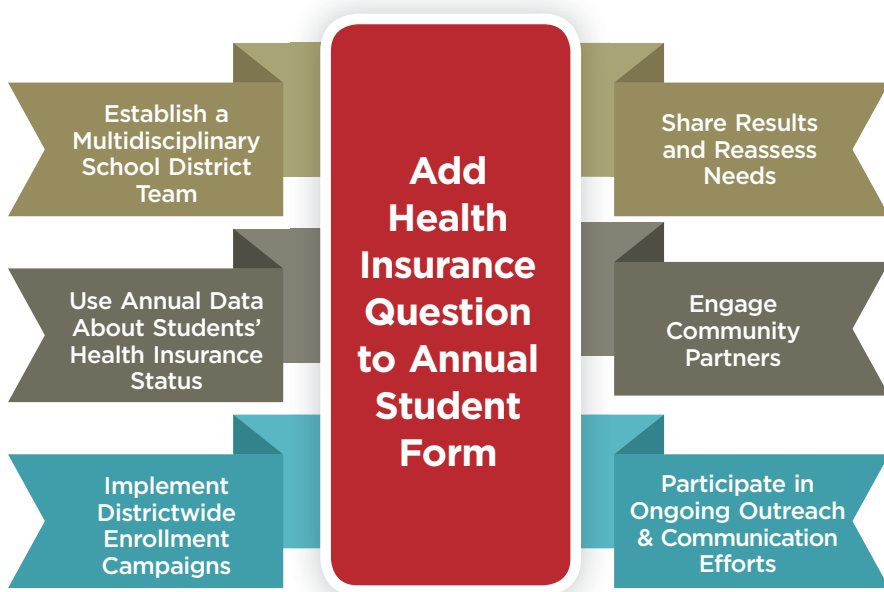 Establish a
Multidisciplinary
School District
Team
Use Annual Data
About Students’
Health Insurance
Status
Implement
Districtwide
Enrollment
Campaigns
Add
Health
Insurance
Question
to Annual
Student
Form
Share Results
and Reassess
Needs
Engage
Community
Partners
Participate in
Ongoing Outreach
& Communication
Efforts